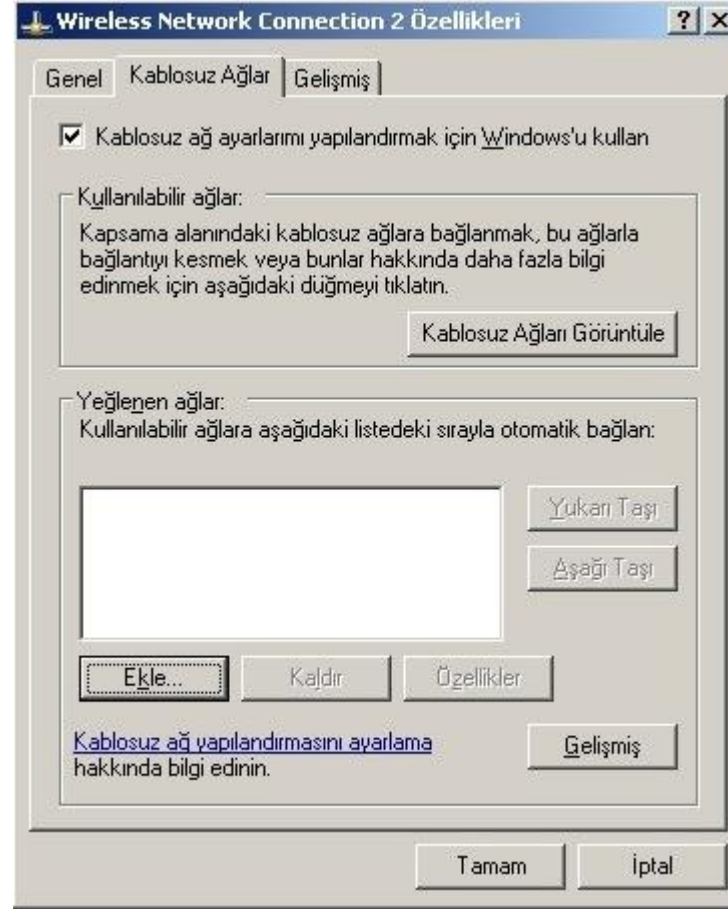 Wireless Network Connection 2 Özellikleri
Genel Kablosuz Ağlar Gelişmiş
Kablosuz ağ ayarlarımı yapılandırmak için Windows'u kullan
Kullanılabilir ağlar:
Kapsama alanındaki kablosuz ağlara bağlanmak, bu ağlarla
bağlantıyı kesmek veya bunlar hakkında daha fazla bilgi
edinmek için aşağıdaki düğmeyi tıklatın.
Kablosuz Ağları Görüntüle
Yeğlenen ağlar:
Kullanılabilir ağlara aşağıdaki listedeki sırayla otomatik bağlan:
Yukarı Taşı
Aşağı Taşı
Ekle... Kaldır Özellikler
Kablosuz ağ yapılandırmasını ayarlama
hakkında bilgi edinin.
Gelişmiş
Tamam İptal